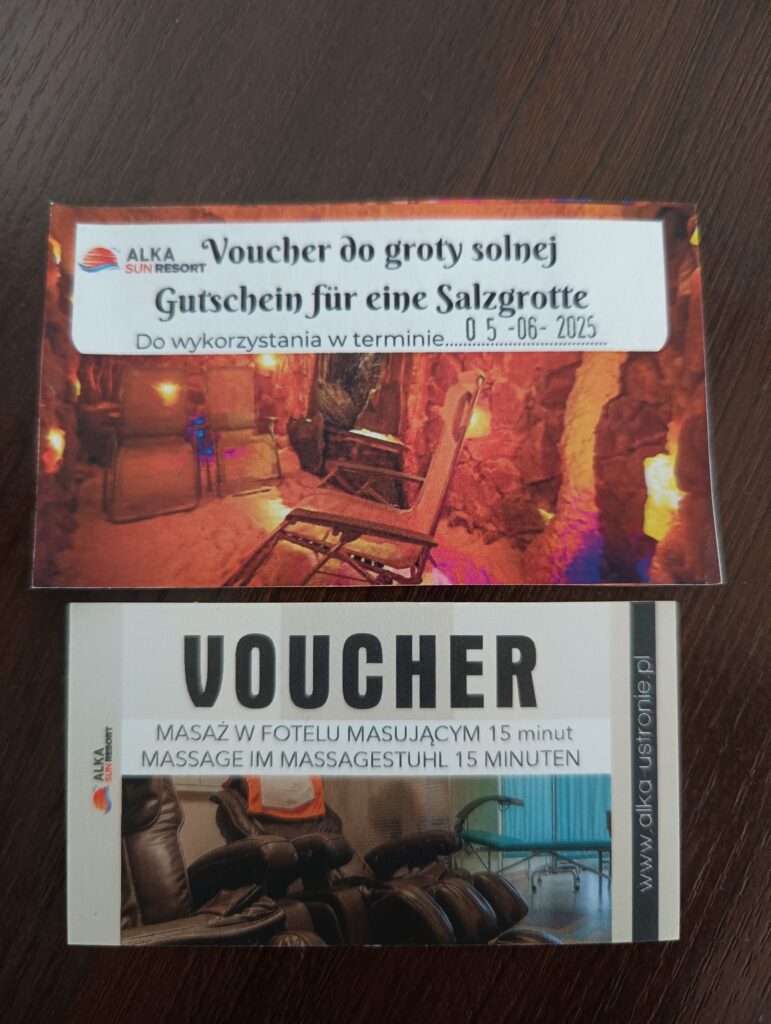 ALKA
SUN RESORT
Voucher do groty solnej
Gutschein für eine Salzgrotte
Do wykorzystania w terminie.......................... 05-06-2025
VOUCHER
MASAŻ W FOTELU MASUJĄCYM 15 minut
MASSAGE IM MASSAGESTUHL 15 MINUTEN
ALKA
SUN RESORT
www.alka-ustronie.pl